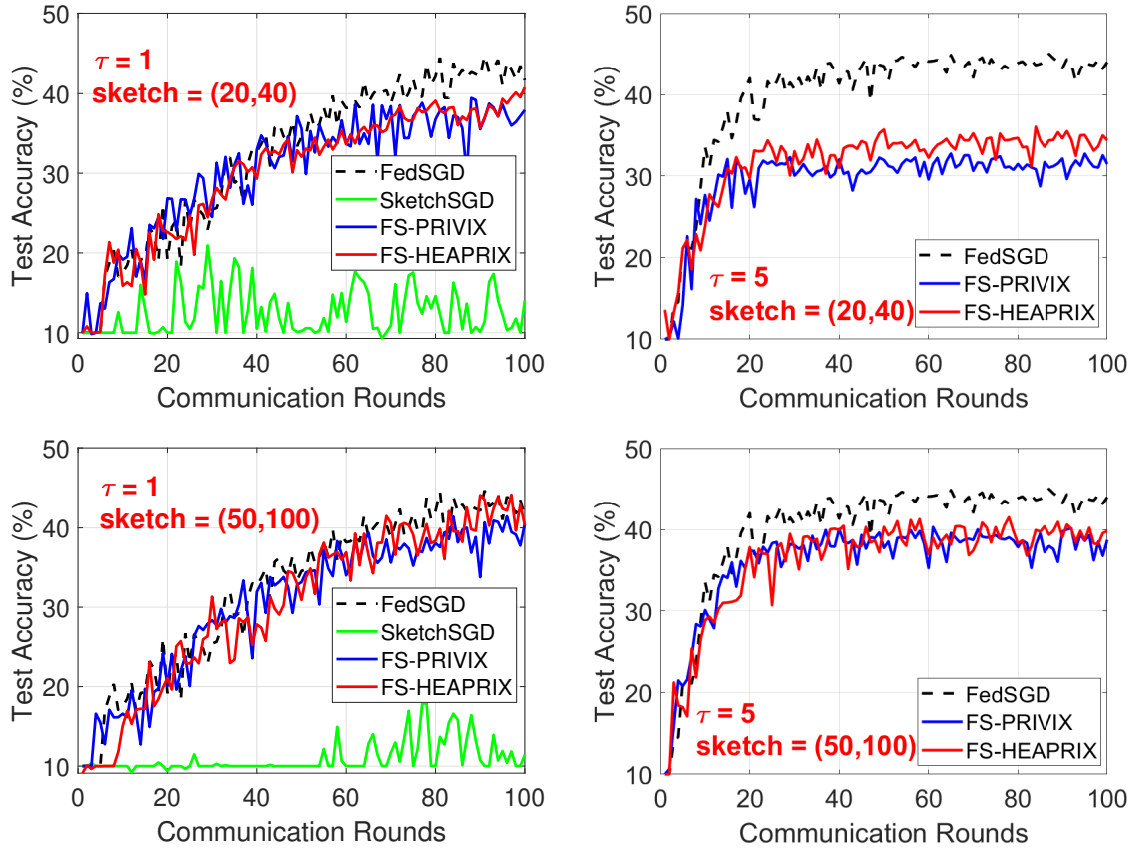 50
40
30
20
10
Test Accuracy (%)
τ = 1
sketch = (20,40)
FedSGD
SketchSGD
FS-PRIVIX
FS-HEAPRIX
0 20 40 60 80 100
Communication Rounds
50
40
30
20
10
Test Accuracy (%)
τ = 5
sketch = (20,40)
FedSGD
FS-PRIVIX
FS-HEAPRIX
0 20 40 60 80 100
Communication Rounds
50
40
30
20
10
Test Accuracy (%)
τ = 1
sketch = (50,100)
FedSGD
SketchSGD
FS-PRIVIX
FS-HEAPRIX
0 20 40 60 80 100
Communication Rounds
50
40
30
20
10
Test Accuracy (%)
τ = 5
sketch = (50,100)
FedSGD
FS-PRIVIX
FS-HEAPRIX
0 20 40 60 80 100
Communication Rounds